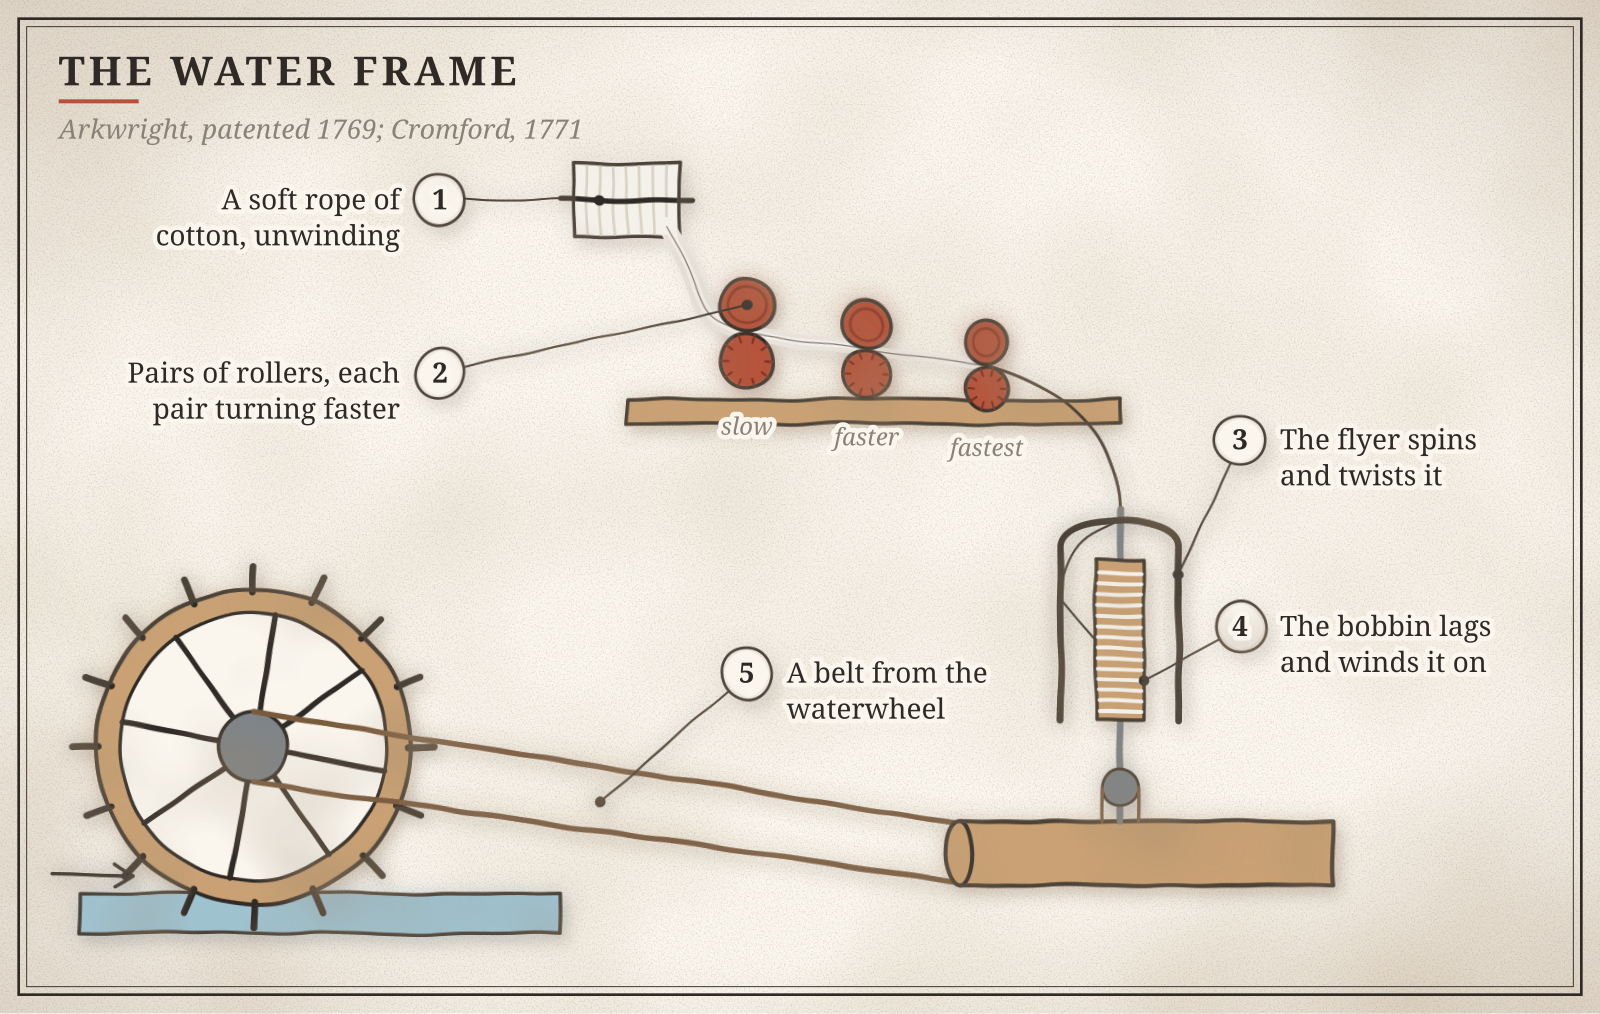 THE WATER FRAME
Arkwright, patented 1769; Cromford, 1771
1
A soft rope of
cotton, unwinding
2
Pairs of rollers, each
pair turning faster
slow
faster
fastest
3
The flyer spins
and twists it
4
The bobbin lags
and winds it on
5
A belt from the
waterwheel